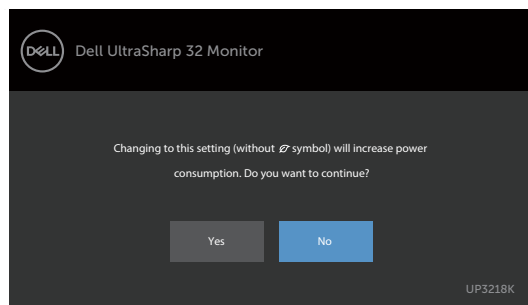 DELL Dell UltraSharp 32 Monitor
Changing to this setting (without symbol) will increase power
consumption. Do you want to continue?
Yes No
UP3218K